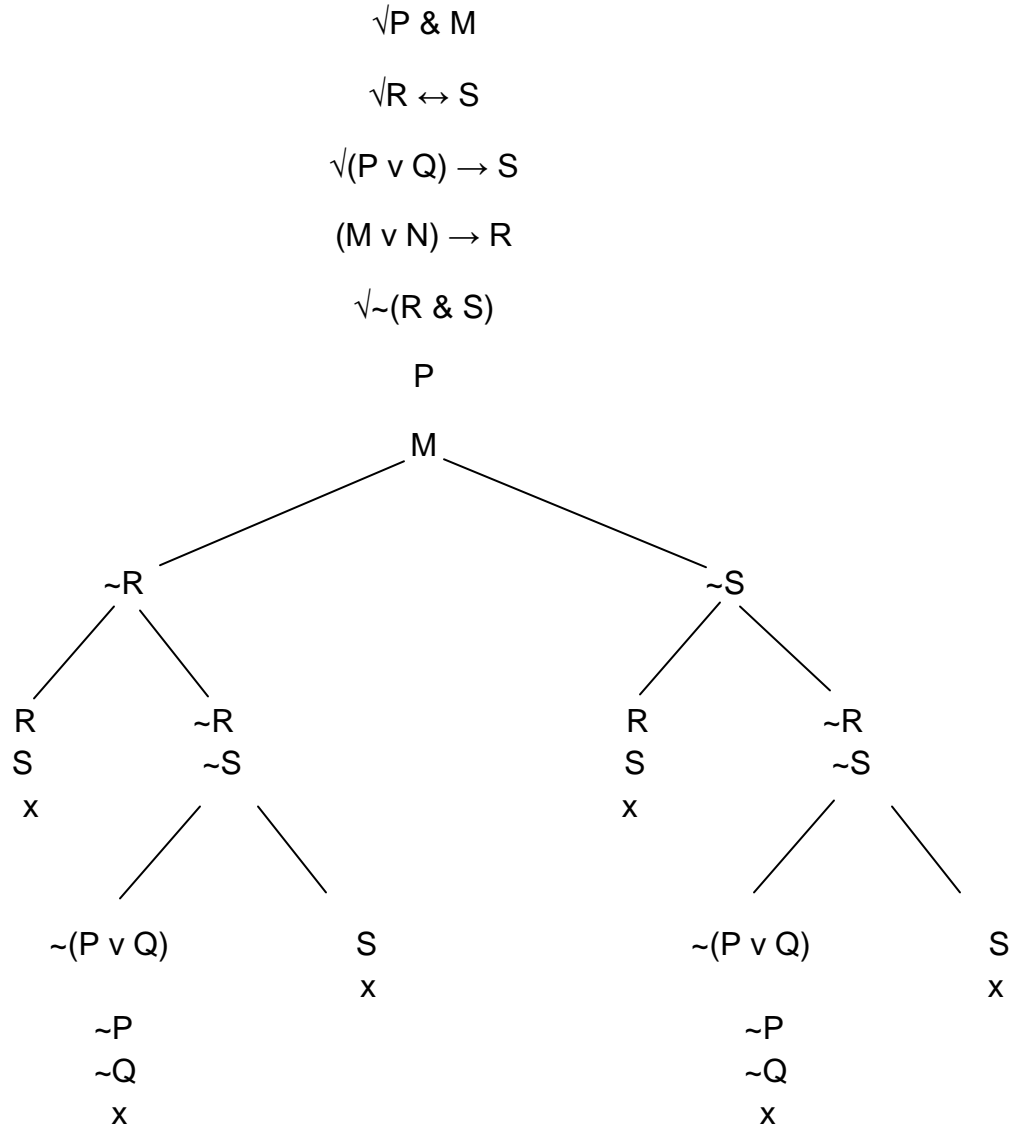 √P & M
√R ↔ S
√(P v Q) → S
(M v N) → R
√~(R & S)
P
M
~R ~S
R ~R R ~R
S ~S S ~S
x x
~(P v Q) S ~(P v Q) S
x x
~P ~P
~Q ~Q
x x